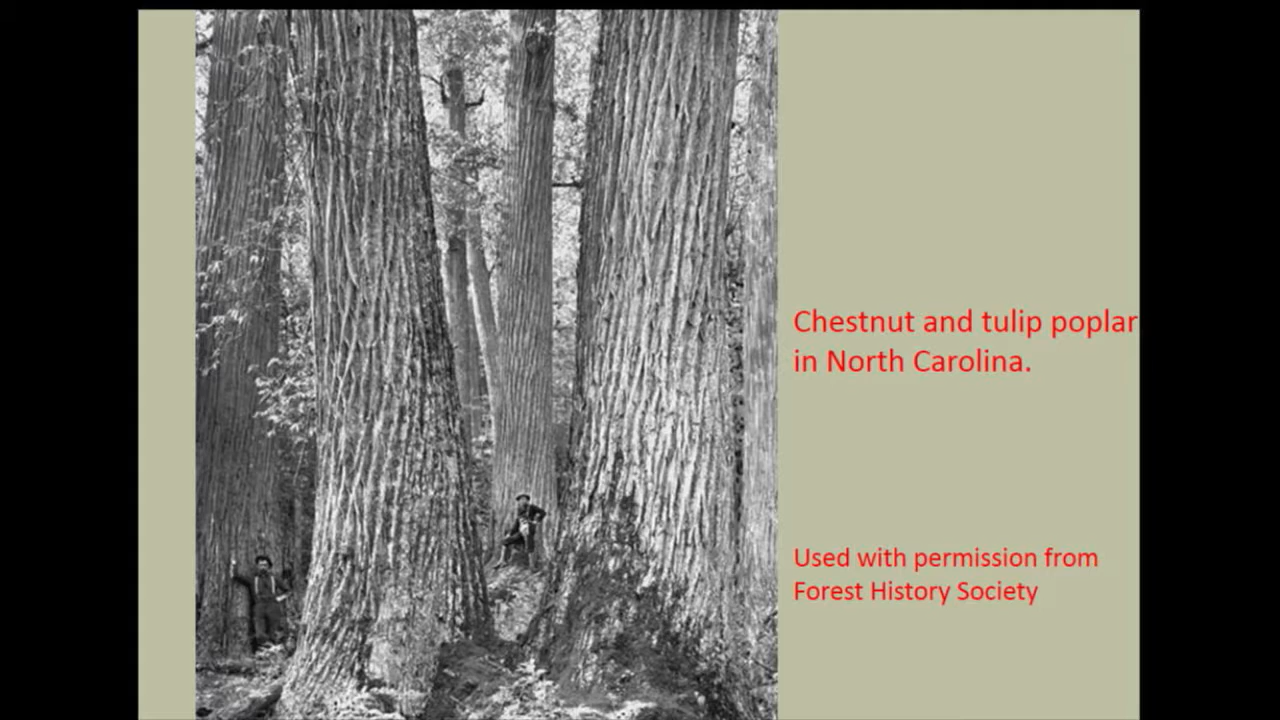 Chestnut and tulip poplar
in North Carolina.
Used with permission from
Forest History Society